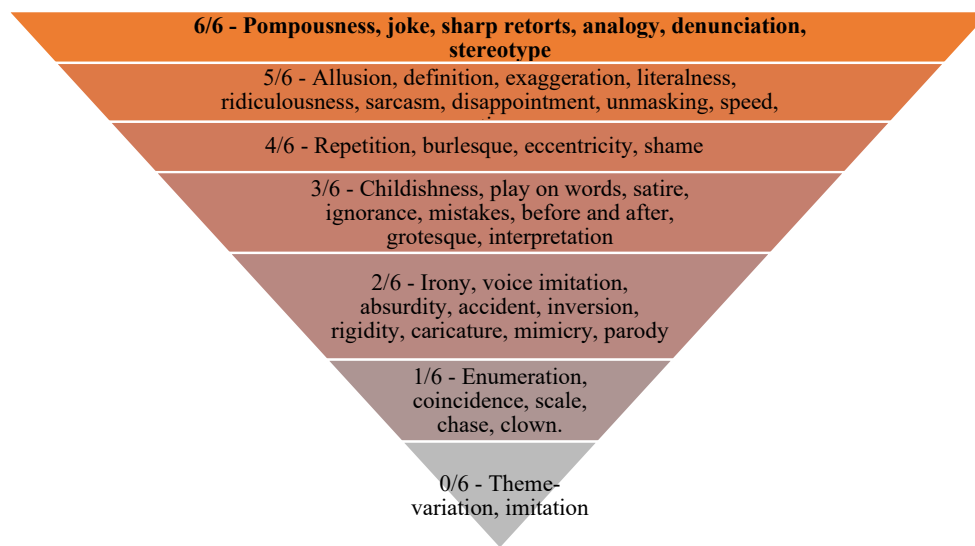 6/6 - Pompousness, joke, sharp retorts, analogy, denunciation,
stereotype
5/6 - Allusion, definition, exaggeration, literalness,
ridiculousness, sarcasm, disappointment, unmasking, speed,
4/6 - Repetition, burlesque, eccentricity, shame
3/6 - Childishness, play on words, satire,
ignorance, mistakes, before and after,
grotesque, interpretation
2/6 - Irony, voice imitation,
absurdity, accident, inversion,
rigidity, caricature, mimicry, parody
1/6 - Enumeration,
coincidence, scale,
chase, clown.
0/6 - Theme-
variation, imitation